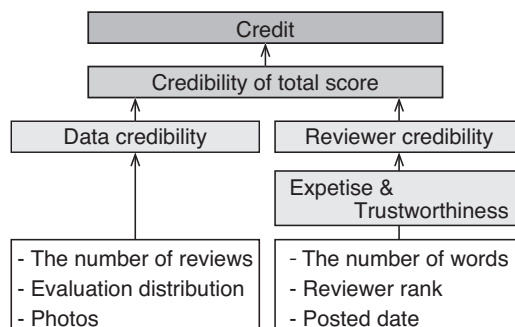 Credit
Credibility of total score
Data credibility
Reviewer credibility
Expetise &
Trustworthiness
- The number of reviews
- Evaluation distribution
- Photos
- The number of words
- Reviewer rank
- Posted date